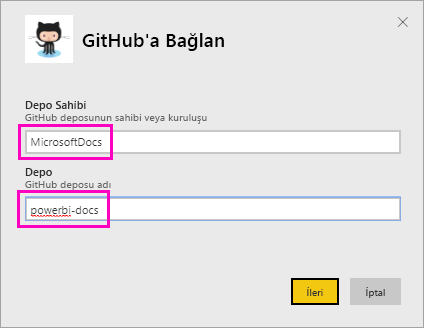 GitHub'a Bağlan
Depo Sahibi
GitHub deposunun sahibi veya kuruluşu
MicrosoftDocs
Depo
GitHub deposu adı
powerbi-docs
İleri
İptal